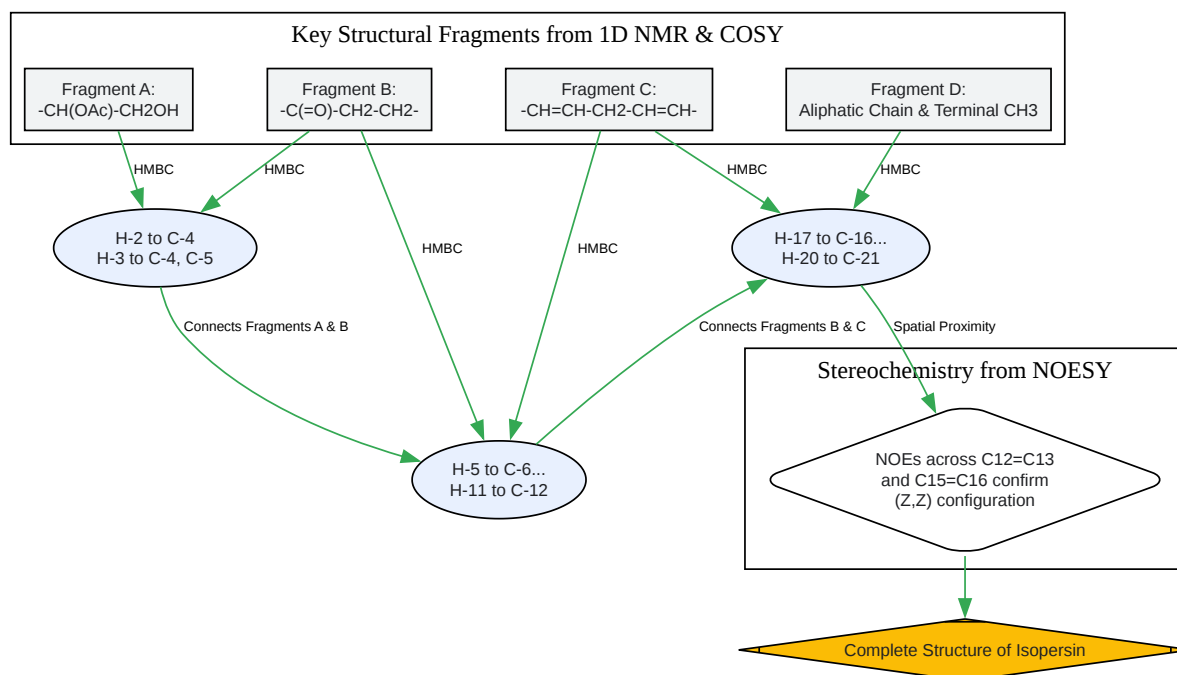 Key Structural Fragments from 1D NMR & COSY
Fragment A:
-CH(OAc)-CH2OH
Fragment B:
-C(=O)-CH2-CH2-
Fragment C:
-CH=CH-CH2-CH=CH-
Fragment D:
Aliphatic Chain & Terminal CH3
HMBC
HMBC
HMBC
HMBC
H-2 to C-4
H-3 to C-4, C-5
HMBC
HMBC
H-17 to C-16...
H-20 to C-21
Connects Fragments A & B
Connects Fragments B & C
Spatial Proximity
Stereochemistry from NOESY
H-5 to C-6...
H-11 to C-12
NOEs across C12=C13
and C15=C16 confirm
(Z,Z) configuration
Complete Structure of Isopersin